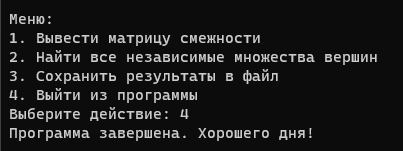 Меню:
1. Вывести матрицу смежности
2. Найти все независимые множества вершин
3. Сохранить результаты в файл
4. Выйти из программы
Выберите действие: 4
Программа завершена. Хорошего дня!